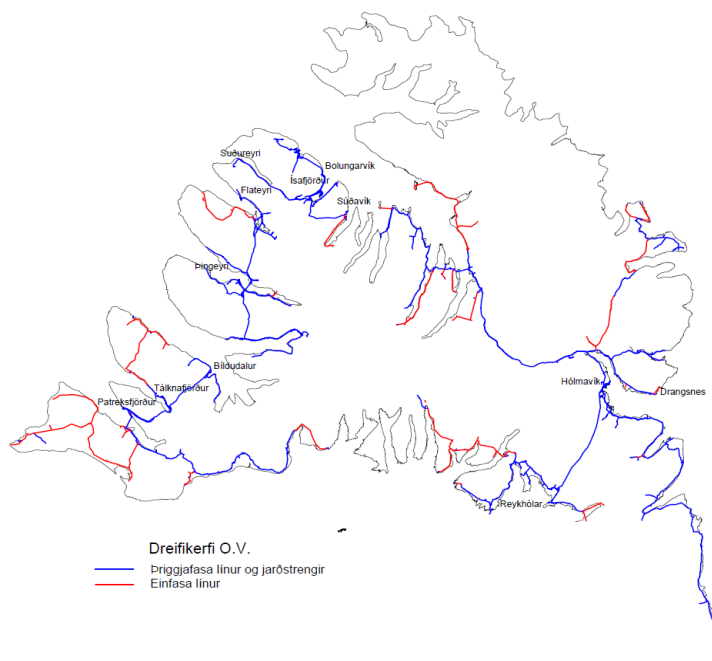 Suðureyri
Bolungarvík
Ísafjörður
Flateyri
Súðavík
Þingeyri
Bíldudalur
Tálknafjörður
Patreksfjörður
Hólmavík
Drangsnes
Reykhólar
Dreifikerfi O.V.
Þriggjafasa línur og jarðstrengir
Einfasa línur